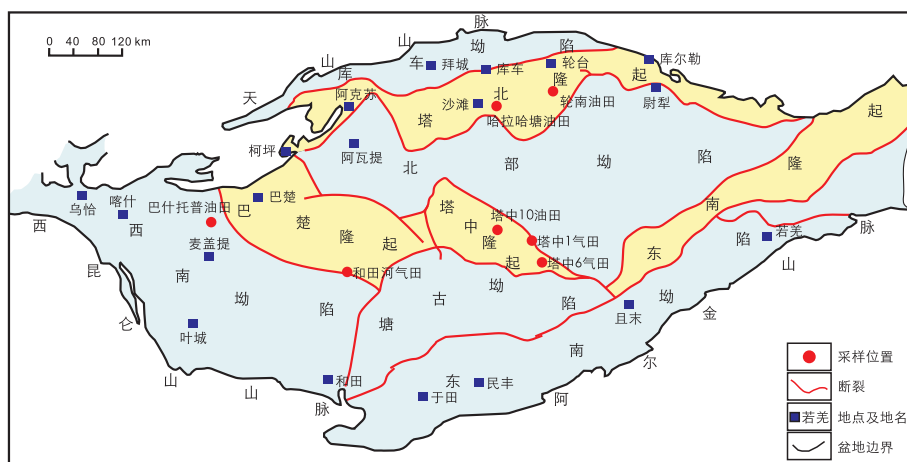 0 40 80 120 km
天山山脉
库车坳陷
拜城
库车
轮台
库尔勒
尉犁
阿克苏
沙滩
哈拉哈塘油田
轮南油田
塔北隆起
柯坪
阿瓦提
北部坳陷
乌恰
喀什
巴什托普油田
巴楚
麦盖提
巴楚隆起
塔中隆起
塔中10油田
塔中1气田
塔中6气田
和田河气田
东南隆起
若羌
且末
西南坳陷
塘古坳陷
东南坳陷
叶城
和田
于田
民丰
西昆仑山山脉
阿尔金山脉
采样位置
断裂
若羌 地点及地名
盆地边界